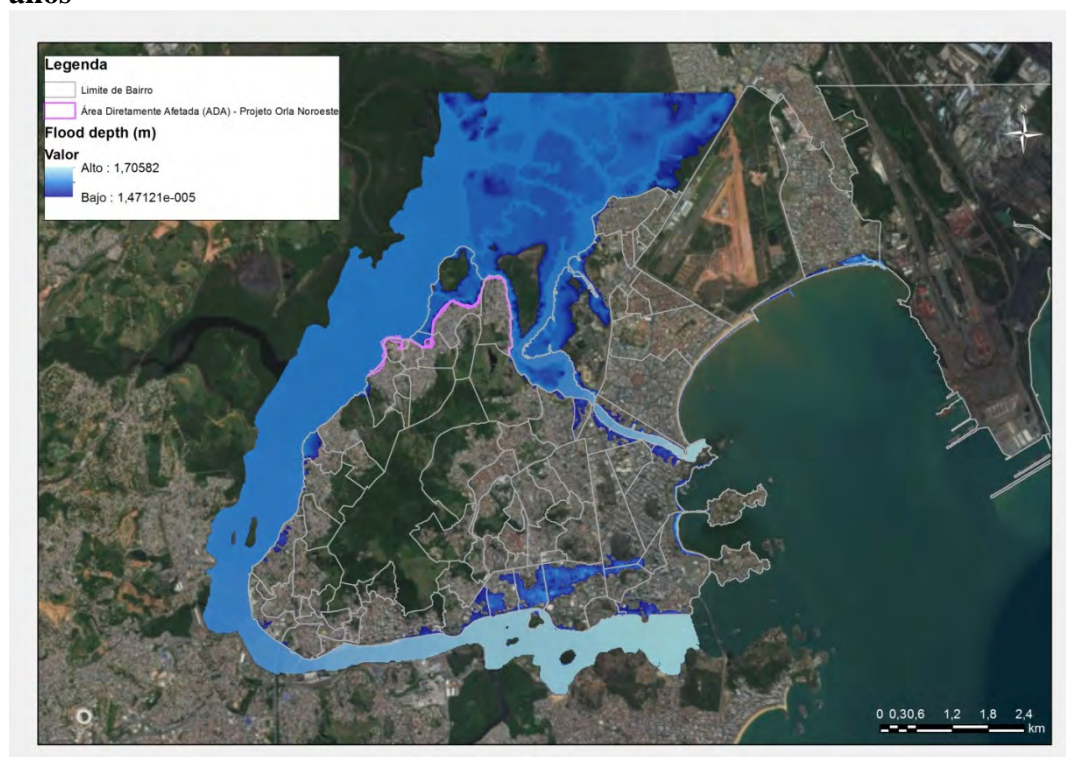 años
Legenda
Limite de Bairro
Área Diretamente Afetada (ADA) - Projeto Orla Noroeste
Flood depth (m)
Valor
Alto : 1,70582
Bajo : 1,47121e-005
N
0 0,30,6 1,2 1,8 2,4
km